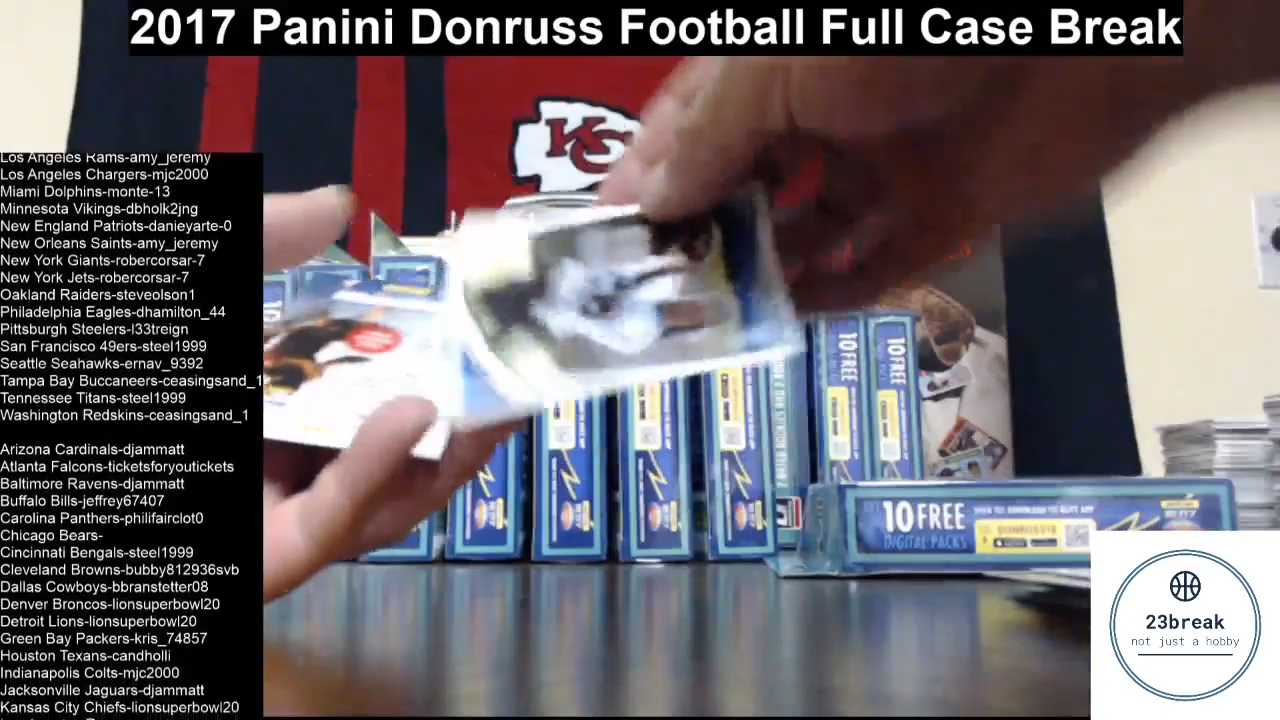 2017 Panini Donruss Football Full Case Break
KC
Los Angeles Rams-amy_jeremy
Los Angeles Chargers-mjc2000
Miami Dolphins-monte-13
Minnesota Vikings-dbholk2jng
New England Patriots-danieyarte-0
New Orleans Saints-amy_jeremy
New York Giants-robercorsar-7
New York Jets-robercorsar-7
Oakland Raiders-steveolson1
Philadelphia Eagles-dhamilton_44
Pittsburgh Steelers-l33treign
San Francisco 49ers-steel1999
Seattle Seahawks-ernav_9392
Tampa Bay Buccaneers-ceasingsand_1
Tennessee Titans-steel1999
Washington Redskins-ceasingsand_1
Arizona Cardinals-djammatt
Atlanta Falcons-ticketsforyoutickets
Baltimore Ravens-djammatt
Buffalo Bills-jeffrey67407
Carolina Panthers-philifairclot0
Chicago Bears-
Cincinnati Bengals-steel1999
Cleveland Browns-bubby812936svb
Dallas Cowboys-bbranstetter08
Denver Broncos-lionsuperbowl20
Detroit Lions-lionsuperbowl20
Green Bay Packers-kris_74857
Houston Texans-candholli
Indianapolis Colts-mjc2000
Jacksonville Jaguars-djammatt
Kansas City Chiefs-lionsuperbowl20
10 FREE
10 FREE
10 FREE
DIGITAL PACKS
23break
not just a hobby